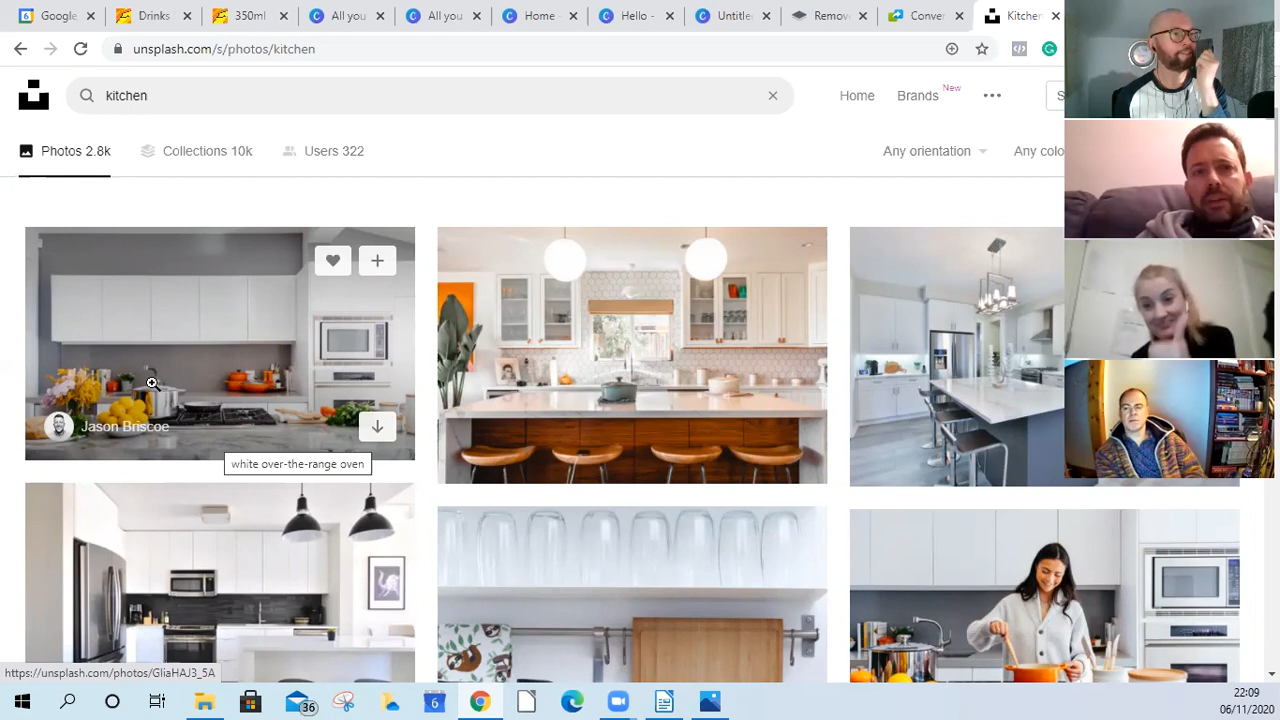 Google
Drinks
350ml
All you
All you
Home -
Hello -
Untitle
Remov
Conver
Kitchen
unsplash.com/s/photos/kitchen
kitchen
Home
Brands
New
Photos 2.8k
Collections 10k
Users 322
Any orientation
Any colo
Jason Briscoe
white over-the-range oven
https://unsplash.com/photos/GliaHAJ3_5A
36
6
22:09
06/11/2020